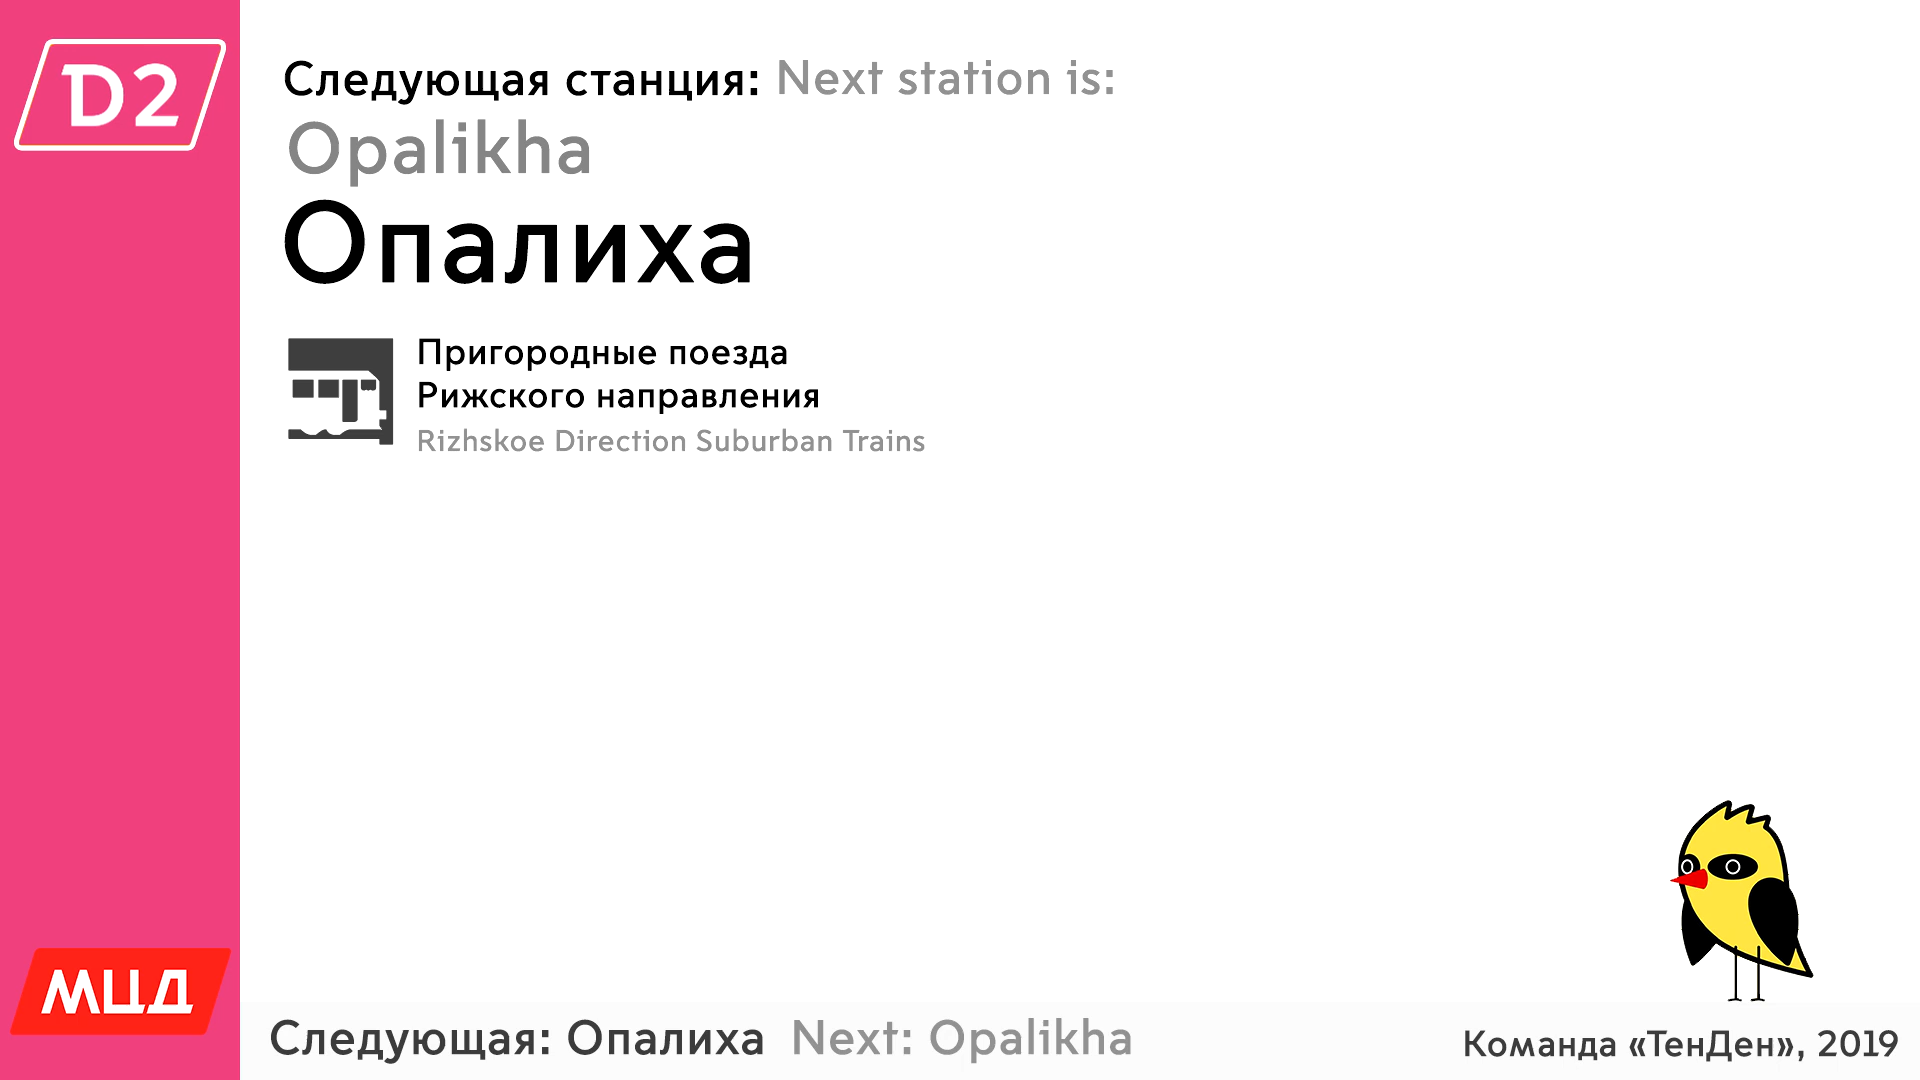 D2
Следующая станция: Next station is:
Opalikha
Опалиха
Пригородные поезда
Рижского направления
Rizhskoe Direction Suburban Trains
МЦД
Следующая: Опалиха Next: Opalikha
Команда «ТенДен», 2019